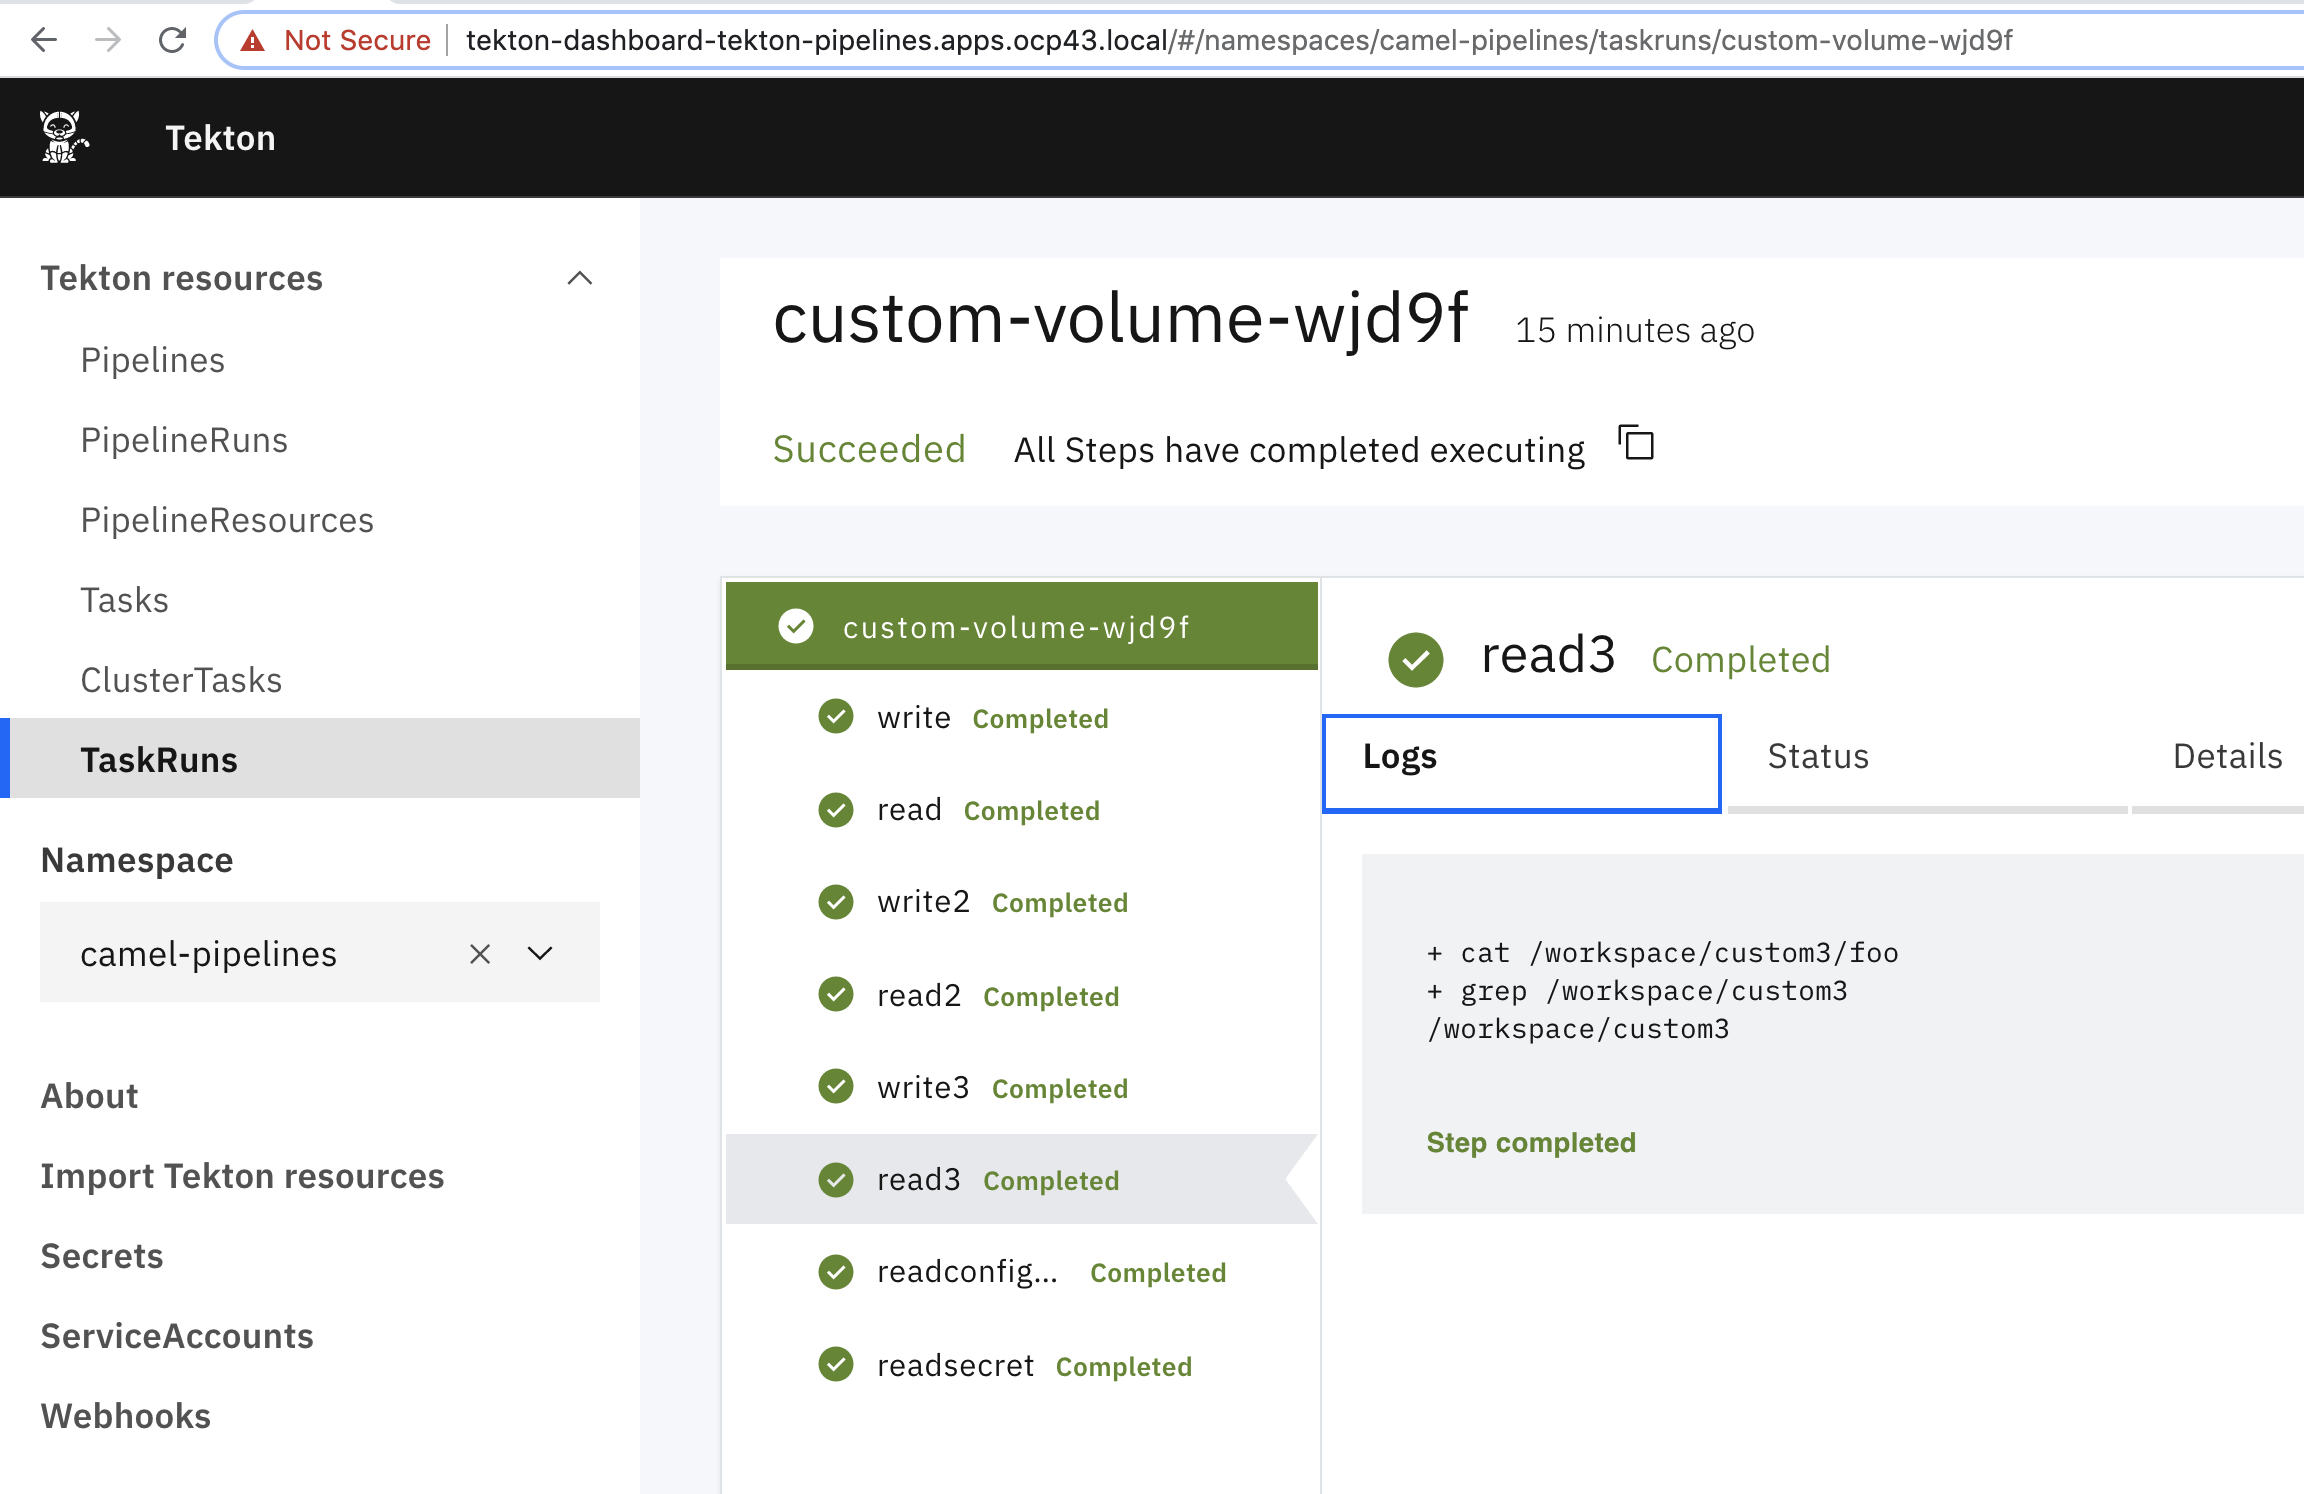 Not Secure
tekton-dashboard-tekton-pipelines.apps.ocp43.local/#/namespaces/camel-pipelines/taskruns/custom-volume-wjd9f
Tekton
Tekton resources
Pipelines
PipelineRuns
PipelineResources
Tasks
ClusterTasks
TaskRuns
Namespace
camel-pipelines
About
Import Tekton resources
Secrets
ServiceAccounts
Webhooks
custom-volume-wjd9f 15 minutes ago
Succeeded All Steps have completed executing
custom-volume-wjd9f
write Completed
read Completed
write2 Completed
read2 Completed
write3 Completed
read3 Completed
readconfig... Completed
readsecret Completed
read3 Completed
Logs Status Details
+ cat /workspace/custom3/foo
+ grep /workspace/custom3
/workspace/custom3
Step completed